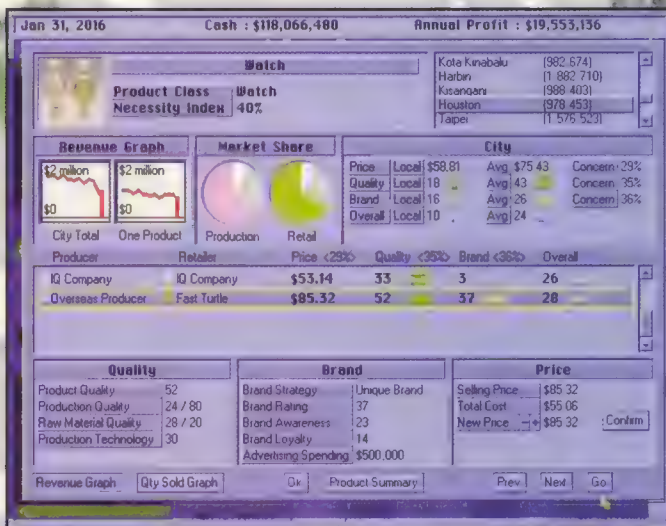 Jan 31, 2016 Cash : $118,066,480 Annual Profit : $19,553,136
Watch
Product Class Watch
Necessity Index 40%
Kota Kinabalu (982 674)
Harbin (1 882 710)
Kisangani (988 403)
Houston (978 453)
Taipei (1 576 523)
Revenue Graph Market Share City
$2 million $2 million
$0 $0
City Total One Product Production Retail
Price Local $58.81 Avg $75 43 Concern 29%
Quality Local 18 Avg 43 Concern 35%
Brand Local 16 Avg 26 Concern 36%
Overall Local 10 Avg 24
Producer Retailer Price <29%> Quality <35%> Brand <36%> Overall
IQ Company IQ Company $53.14 33 3 26
Overseas Producer Fast Turtle $85.32 52 37 28
Quality Brand Price
Product Quality 52 Brand Strategy Unique Brand Selling Price $85 32
Production Quality 24 / 80 Brand Rating 37 Total Cost $55 06
Raw Material Quality 28 / 20 Brand Awareness 23 New Price - + $85 32 Confirm
Production Technology 30 Brand Loyalty 14
Advertising Spending $500,000
Revenue Graph Qty Sold Graph Ok Product Summary Prev Next Go